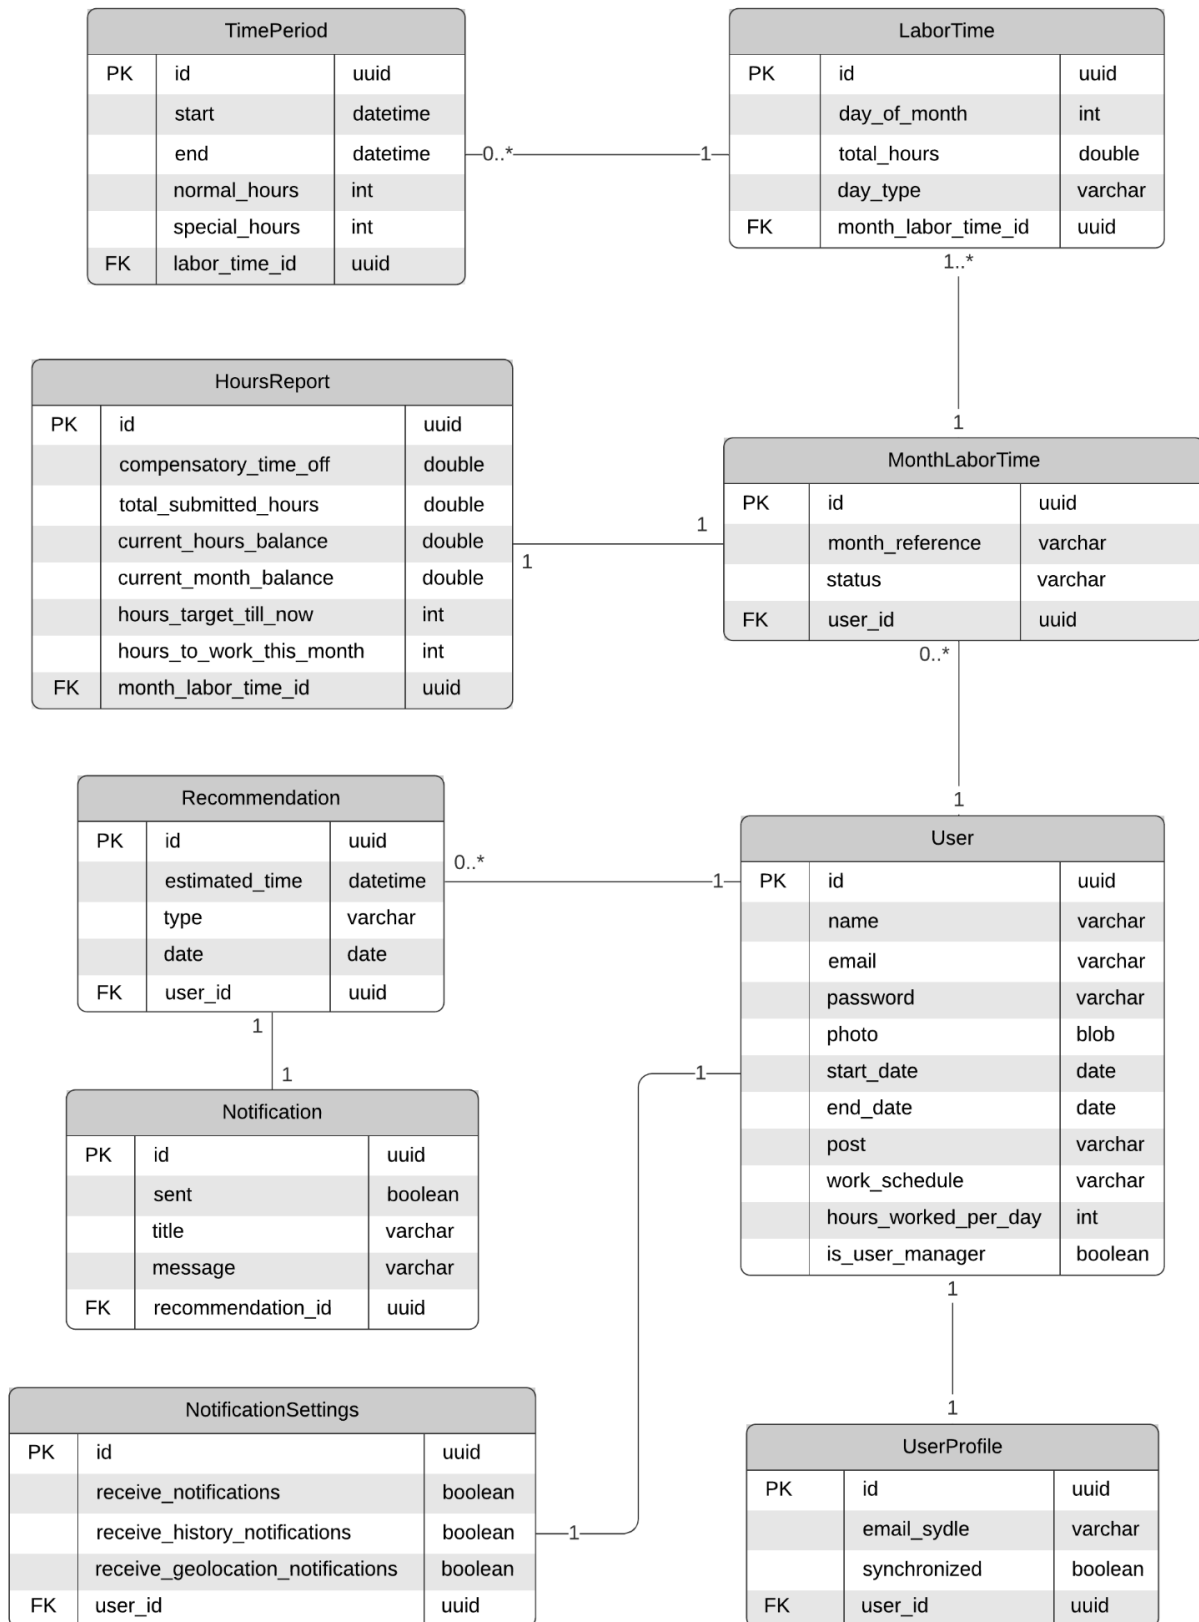 TimePeriod
PK id uuid
start datetime
end datetime
normal_hours int
special_hours int
FK labor_time_id uuid
0..* 1
LaborTime
PK id uuid
day_of_month int
total_hours double
day_type varchar
FK month_labor_time_id uuid
1..*
1
HoursReport
PK id uuid
compensatory_time_off double
total_submitted_hours double
current_hours_balance double
current_month_balance double
hours_target_till_now int
hours_to_work_this_month int
FK month_labor_time_id uuid
1
1
MonthLaborTime
PK id uuid
month_reference varchar
status varchar
FK user_id uuid
0..*
1
Recommendation
PK id uuid
estimated_time datetime
type varchar
date date
FK user_id uuid
0..*
1
1
1
User
PK id uuid
name varchar
email varchar
password varchar
photo blob
start_date date
end_date date
post varchar
work_schedule varchar
hours_worked_per_day int
is_user_manager boolean
1
1
1
Notification
PK id uuid
sent boolean
title varchar
message varchar
FK recommendation_id uuid
NotificationSettings
PK id uuid
receive_notifications boolean
receive_history_notifications boolean
receive_geolocation_notifications boolean
FK user_id uuid
1
UserProfile
PK id uuid
email_sydle varchar
synchronized boolean
FK user_id uuid